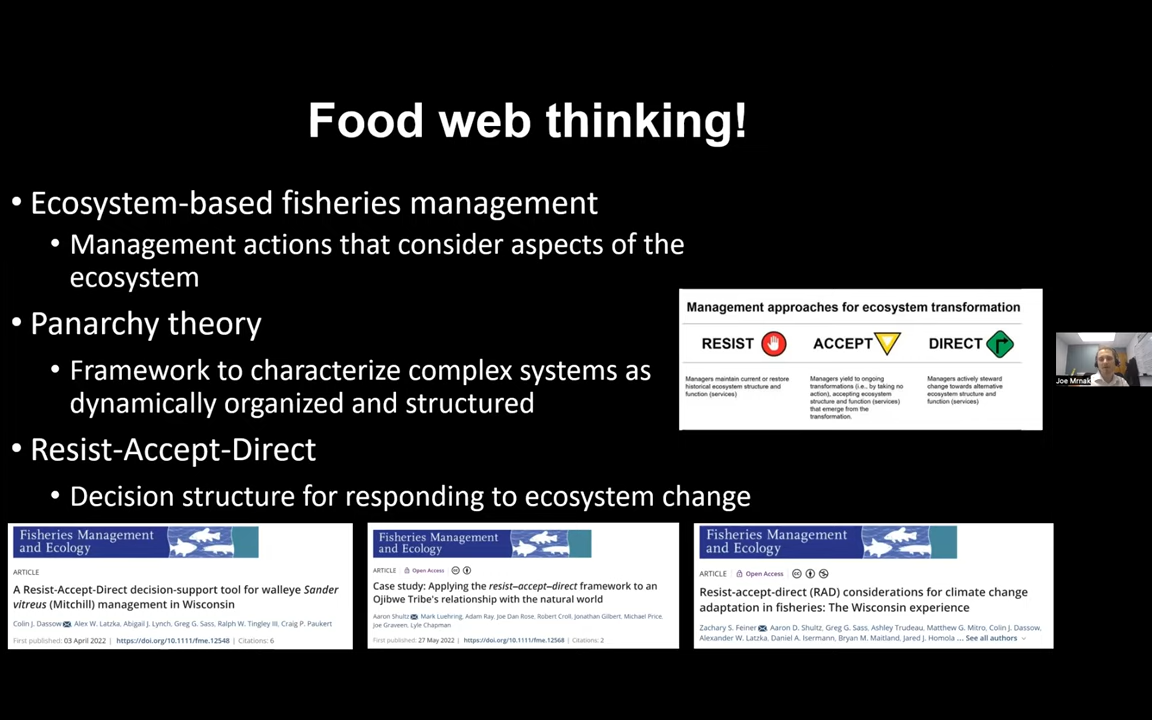 Food web thinking!
• Ecosystem-based fisheries management
• Management actions that consider aspects of the
ecosystem
• Panarchy theory
• Framework to characterize complex systems as
dynamically organized and structured
• Resist-Accept-Direct
• Decision structure for responding to ecosystem change
Management approaches for ecosystem transformation
RESIST
ACCEPT
DIRECT
Managers maintain current or restore
historical ecosystem structure and
function (services)
Managers yield to ongoing
transformations (i.e., by taking no
action), accepting ecosystem
structure and function (services)
that emerge from the
transformation.
Managers actively steward
change towards alternative
ecosystem structure and
function (services)
Joe Mrnak
Fisheries Management
and Ecology
ARTICLE
A Resist-Accept-Direct decision-support tool for walleye Sander
vitreus (Mitchill) management in Wisconsin
Colin J. Dassow, Alex W. Latzka, Abigail J. Lynch, Greg G. Sass, Ralph W. Tingley III, Craig P. Paukert
First published: 03 April 2022 | https://doi.org/10.1111/fme.12548 | Citations: 6
Fisheries Management
and Ecology
ARTICLE Open Access
Case study: Applying the resist–accept–direct framework to an
Ojibwe Tribe's relationship with the natural world
Aaron Shultz, Mark Luehring, Adam Ray, Joe Dan Rose, Robert Croll, Jonathan Gilbert, Michael Price,
Joe Graveen, Lyle Chapman
First published: 27 May 2022 | https://doi.org/10.1111/fme.12568 | Citations: 2
Fisheries Management
and Ecology
ARTICLE Open Access
Resist-accept-direct (RAD) considerations for climate change
adaptation in fisheries: The Wisconsin experience
Zachary S. Feiner, Aaron D. Shultz, Greg G. Sass, Ashley Trudeau, Matthew G. Mitro, Colin J. Dassow,
Alexander W. Latzka, Daniel A. Isermann, Bryan M. Maitland, Jared J. Homola ... See all authors